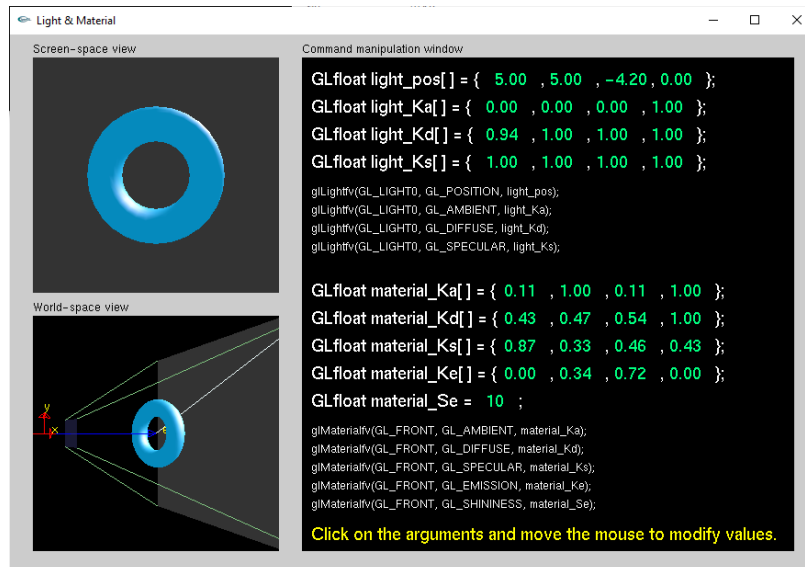 Light & Material
Screen-space view
Command manipulation window
GLfloat light_pos[] = { 5.00 , 5.00 , -4.20 , 0.00 };
GLfloat light_Ka[] = { 0.00 , 0.00 , 0.00 , 1.00 };
GLfloat light_Kd[] = { 0.94 , 1.00 , 1.00 , 1.00 };
GLfloat light_Ks[] = { 1.00 , 1.00 , 1.00 , 1.00 };
glLightfv(GL_LIGHT0, GL_POSITION, light_pos);
glLightfv(GL_LIGHT0, GL_AMBIENT, light_Ka);
glLightfv(GL_LIGHT0, GL_DIFFUSE, light_Kd);
glLightfv(GL_LIGHT0, GL_SPECULAR, light_Ks);
GLfloat material_Ka[] = { 0.11 , 1.00 , 0.11 , 1.00 };
GLfloat material_Kd[] = { 0.43 , 0.47 , 0.54 , 1.00 };
GLfloat material_Ks[] = { 0.87 , 0.33 , 0.46 , 0.43 };
GLfloat material_Ke[] = { 0.00 , 0.34 , 0.72 , 0.00 };
GLfloat material_Se = 10 ;
glMaterialfv(GL_FRONT, GL_AMBIENT, material_Ka);
glMaterialfv(GL_FRONT, GL_DIFFUSE, material_Kd);
glMaterialfv(GL_FRONT, GL_SPECULAR, material_Ks);
glMaterialfv(GL_FRONT, GL_EMISSION, material_Ke);
glMaterialfv(GL_FRONT, GL_SHININESS, material_Se);
Click on the arguments and move the mouse to modify values.
World-space view
y
x